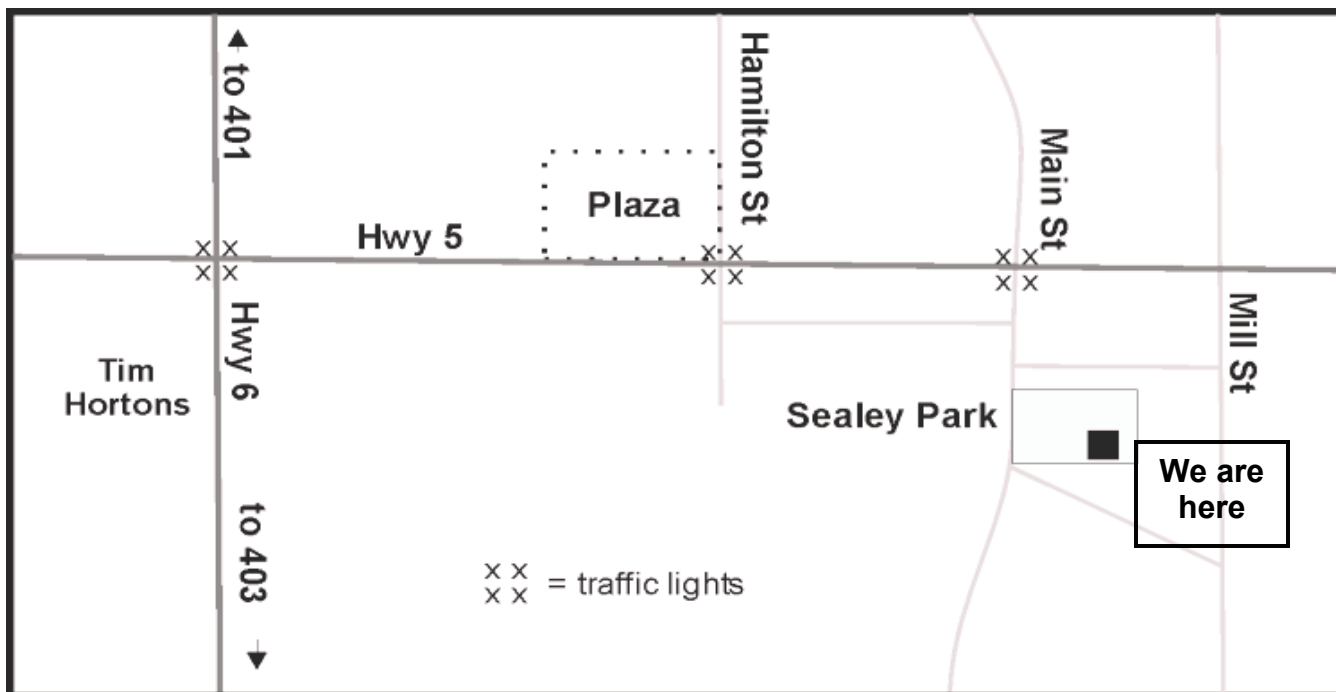 to 401
Hamilton St
Main St
Plaza
Hwy 5
Hwy 6
Mill St
Tim
Hortons
Sealey Park
We are
here
to 403
x x
x x = traffic lights